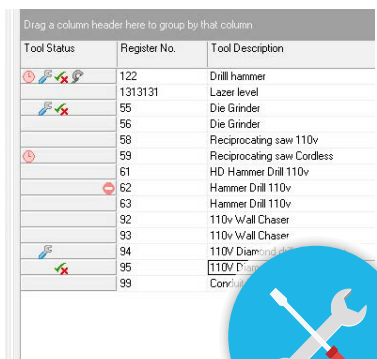 Drag a column header here to group by that column
Tool Status Register No. Tool Description
122 Drilll hammer
1313131 Lazer level
55 Die Grinder
56 Die Grinder
58 Reciprocating saw 110v
59 Reciprocating saw Cordless
61 HD Hammer Drill 110v
62 Hammer Drill 110v
63 Hammer Drill 110v
92 110v Wall Chaser
93 110v Wall Chaser
94 110V Diamond
95 110V
99